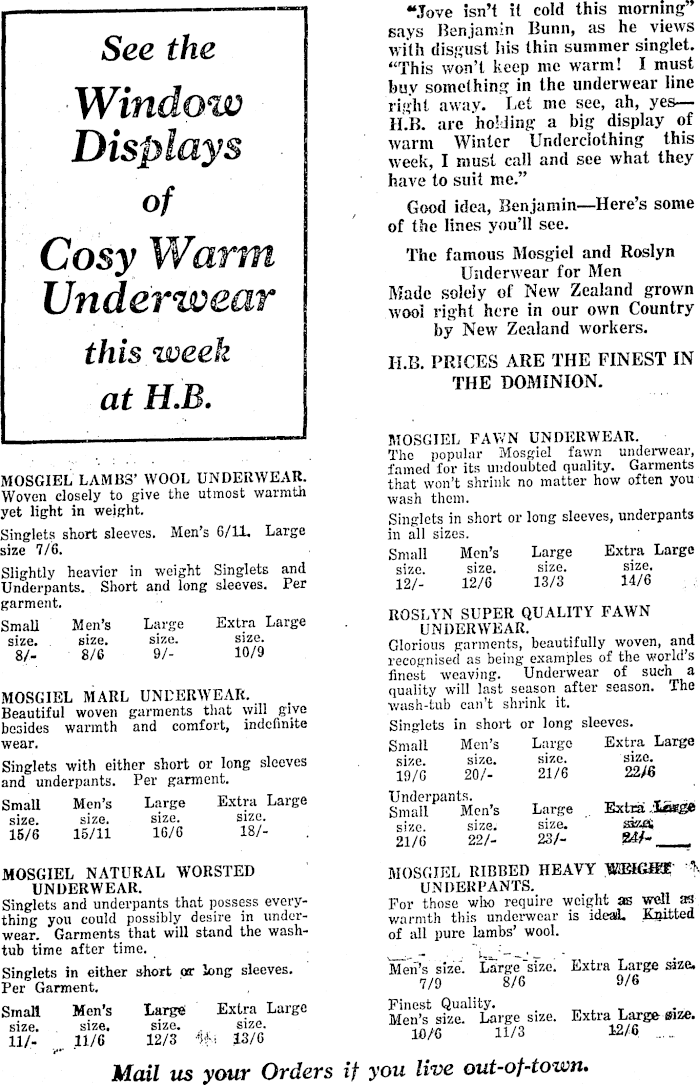 See the
Window
Displays
of
Cosy Warm
Underwear
this week
at H.B.
MOSGIEL LAMBS' WOOL UNDERWEAR.
Woven closely to give the utmost warmth
yet light in weight.
Singlets short sleeves. Men's 6/11. Large
size 7/6.
Slightly heavier in weight Singlets and
Underpants. Short and long sleeves. Per
garment.
Small Men's Large Extra Large
size. size. size. size.
8/- 8/6 9/- 10/9
MOSGIEL MARL UNDERWEAR.
Beautiful woven garments that will give
besides warmth and comfort, indefinite
wear.
Singlets with either short or long sleeves
and underpants. Per garment.
Small Men's Large Extra Large
size. size. size. size.
15/6 15/11 16/6 18/-
MOSGIEL NATURAL WORSTED
UNDERWEAR.
Singlets and underpants that possess every-
thing you could possibly desire in under-
wear. Garments that will stand the wash-
tub time after time.
Singlets in either short or long sleeves.
Per Garment.
Small Men's Large Extra Large
size. size. size. size.
11/- 11/6 12/3 13/6
"Jove isn't it cold this morning"
says Benjamin Bunn, as he views
with disgust his thin summer singlet.
"This won't keep me warm! I must
buy something in the underwear line
right away. Let me see, ah, yes—
H.B. are holding a big display of
warm Winter Underclothing this
week, I must call and see what they
have to suit me."
Good idea, Benjamin—Here's some
of the lines you'll see.
The famous Mosgiel and Roslyn
Underwear for Men
Made solely of New Zealand grown
wool right here in our own Country
by New Zealand workers.
H.B. PRICES ARE THE FINEST IN
THE DOMINION.
MOSGIEL FAWN UNDERWEAR.
The popular Mosgiel fawn underwear,
famed for its undoubted quality. Garments
that won't shrink no matter how often you
wash them.
Singlets in short or long sleeves, underpants
in all sizes.
Small Men's Large Extra Large
size. size. size. size.
12/- 12/6 13/3 14/6
ROSLYN SUPER QUALITY FAWN
UNDERWEAR.
Glorious garments, beautifully woven, and
recognised as being examples of the world's
finest weaving. Underwear of such a
quality will last season after season. The
wash-tub can't shrink it.
Singlets in short or long sleeves.
Small Men's Large Extra Large
size. size. size. size.
19/6 20/- 21/6 22/6
Underpants.
Small Men's Large Extra Large
size. size. size. size.
21/6 22/- 23/- 24/-
MOSGIEL RIBBED HEAVY WEIGHT
UNDERPANTS.
For those who require weight as well as
warmth this underwear is ideal. Knitted
of all pure lambs' wool.
Men's size. Large size. Extra Large size.
7/9 8/6 9/6
Finest Quality.
Men's size. Large size. Extra Large size.
10/6 11/3 12/6
Mail us your Orders if you live out-of-town.